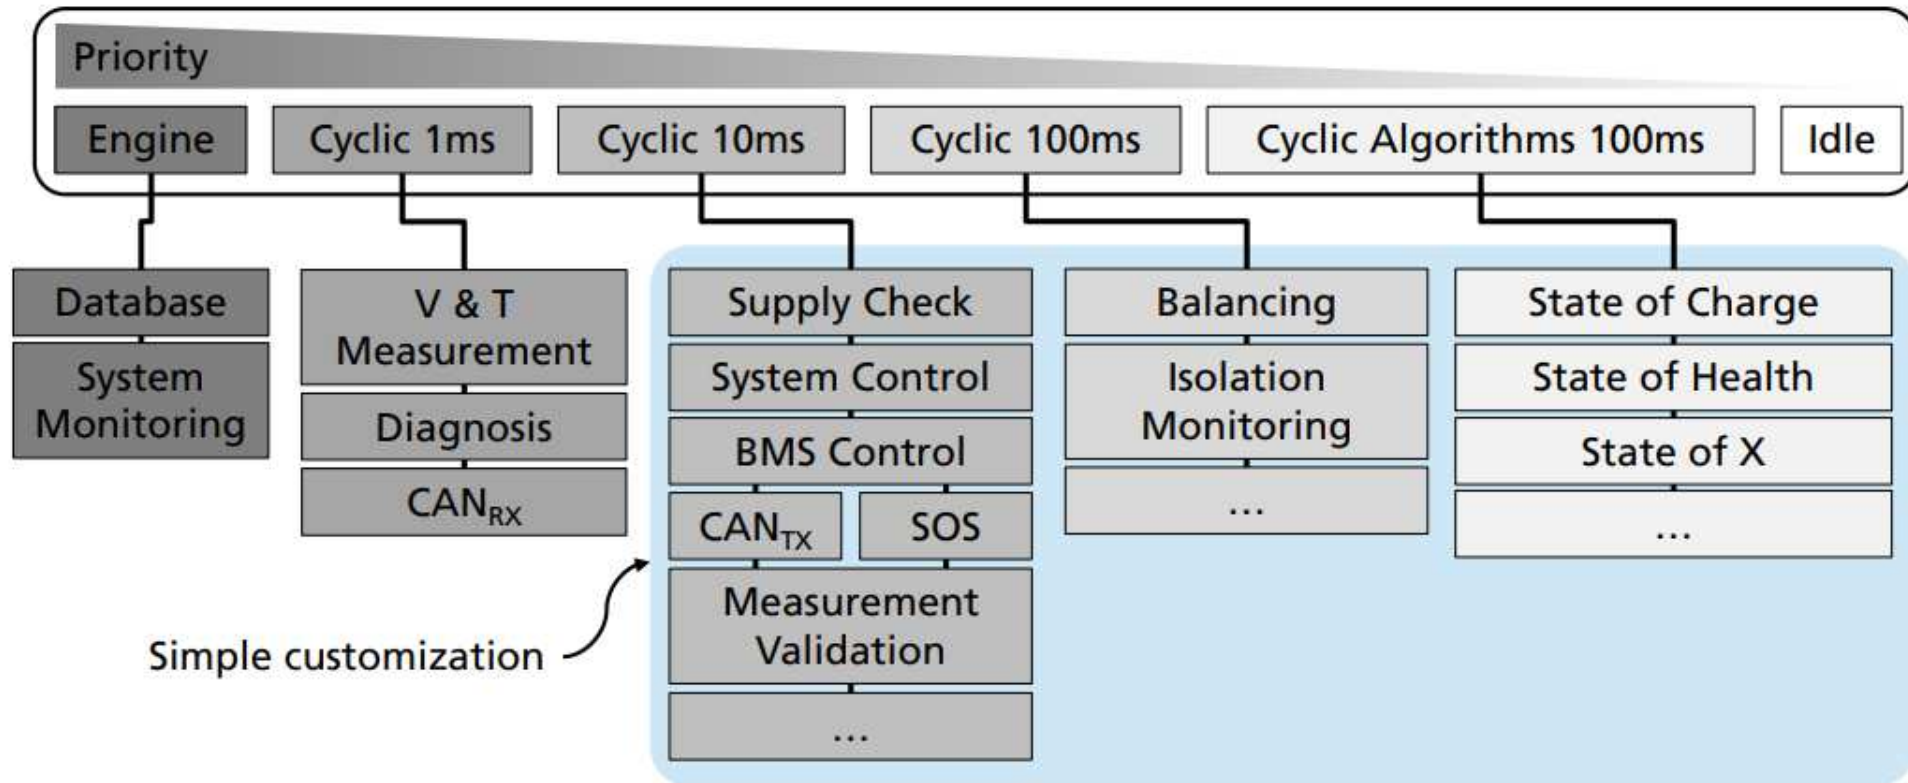 Priority
Engine
Cyclic 1ms
Cyclic 10ms
Cyclic 100ms
Cyclic Algorithms 100ms
Idle
Database
System
Monitoring
V & T
Measurement
Diagnosis
CAN_RX
Supply Check
System Control
BMS Control
CAN_TX
SOS
Measurement
Validation
...
Balancing
Isolation
Monitoring
...
State of Charge
State of Health
State of X
...
Simple customization